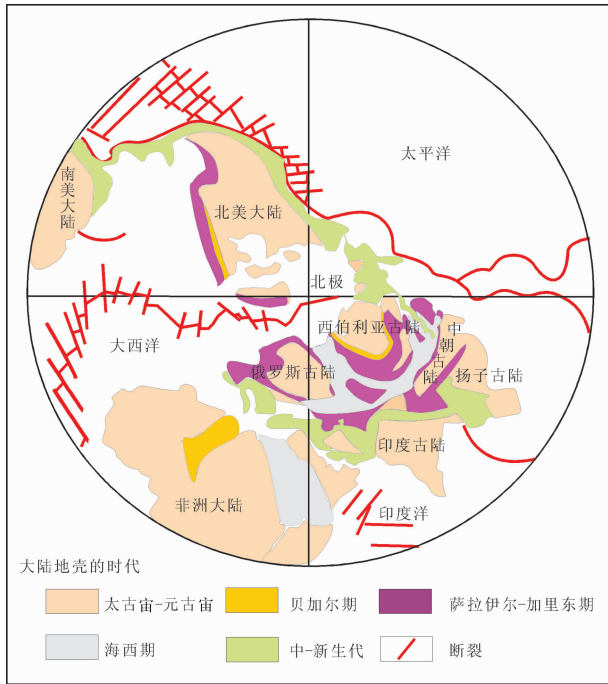 太平洋
南美大陆
北美大陆
北极
西伯利亚古陆
大西洋
中朝古陆
俄罗斯古陆
扬子古陆
印度古陆
非洲大陆
印度洋
大陆地壳的时代
太古宙-元古宙
贝加尔期
萨拉伊尔-加里东期
海西期
中-新生代
断裂